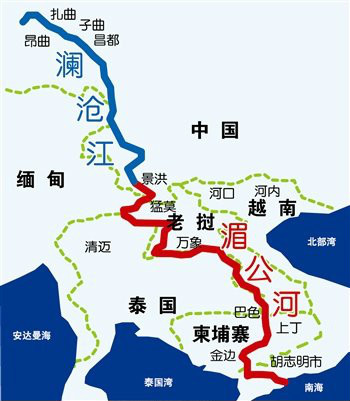 扎曲
子曲
昂曲
昌都
澜沧江
中国
缅甸
景洪
猛莫
河口
河内
老挝
越南
万象
清迈
湄公河
北部湾
泰国
巴色
上丁
安达曼海
柬埔寨
金边
胡志明市
泰国湾
南海